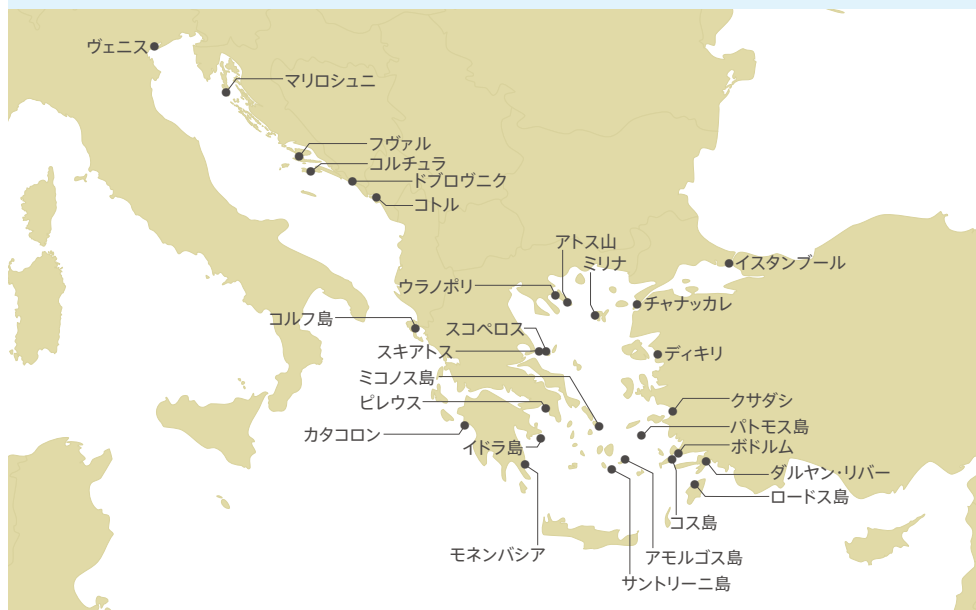 ヴェニス
マリロシュニ
フヴァル
コルチュラ
ドブロヴニク
コトル
アトス山
ミリナ
イスタンブール
ウラノポリ
チャナッカレ
コルフ島
スコペロス
スキアトス
ディキリ
ミコノス島
ピレウス
クサダシ
カタコロン
パトモス島
イドラ島
ボドルム
ダルヤン・リバー
ロードス島
コス島
モネンバシア
アモルゴス島
サントリーニ島